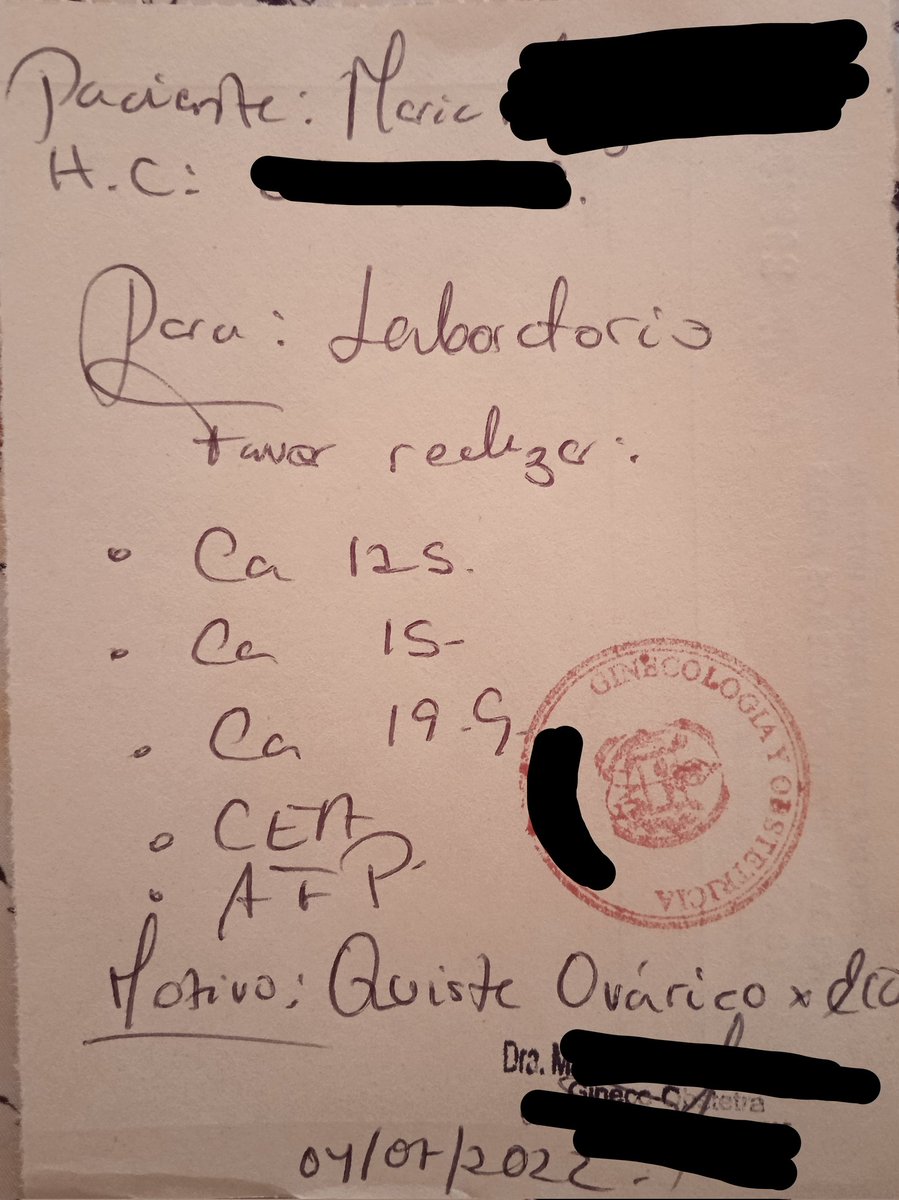 Paciente: Maria
H.C:
Para: Laboratorio
Favor realizar:
• Ca 125.
• Ca 15-
• Ca 19-9-
• CEA
• AFP.
GINECOLOGIA Y OBSTETRICIA
Motivo: Quiste Ovárico x eco
Dra. M
Gineco-Obstetra
04/07/2022.